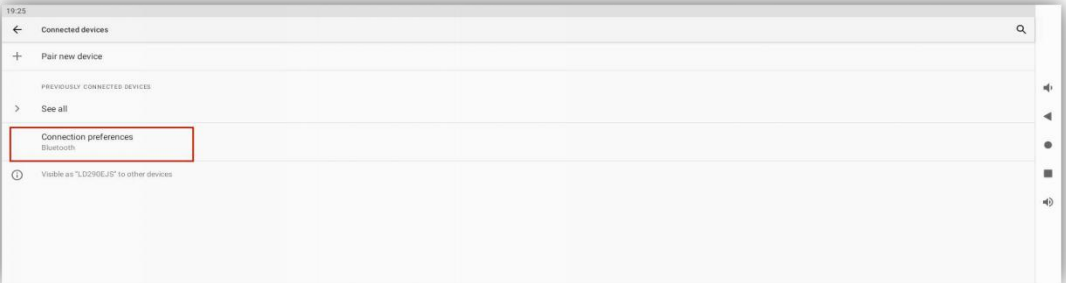 19:25
Connected devices
Pair new device
PREVIOUSLY CONNECTED DEVICES
See all
Connection preferences
Bluetooth
Visible as "LD290EJS" to other devices